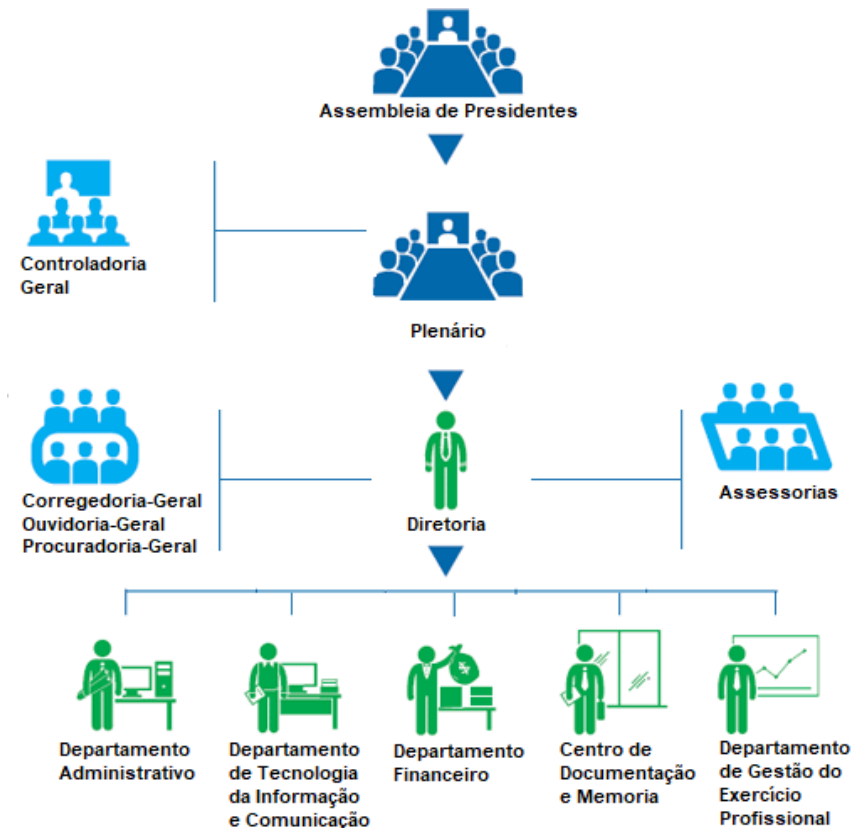 Assembleia de Presidentes
Controladoria
Geral
Plenário
Corregedoria-Geral
Ouvidoria-Geral
Procuradoria-Geral
Diretoria
Assessorias
Departamento
Administrativo
Departamento
de Tecnologia
da Informação
e Comunicação
Departamento
Financeiro
Centro de
Documentação
e Memoria
Departamento
de Gestão do
Exercício
Profissional